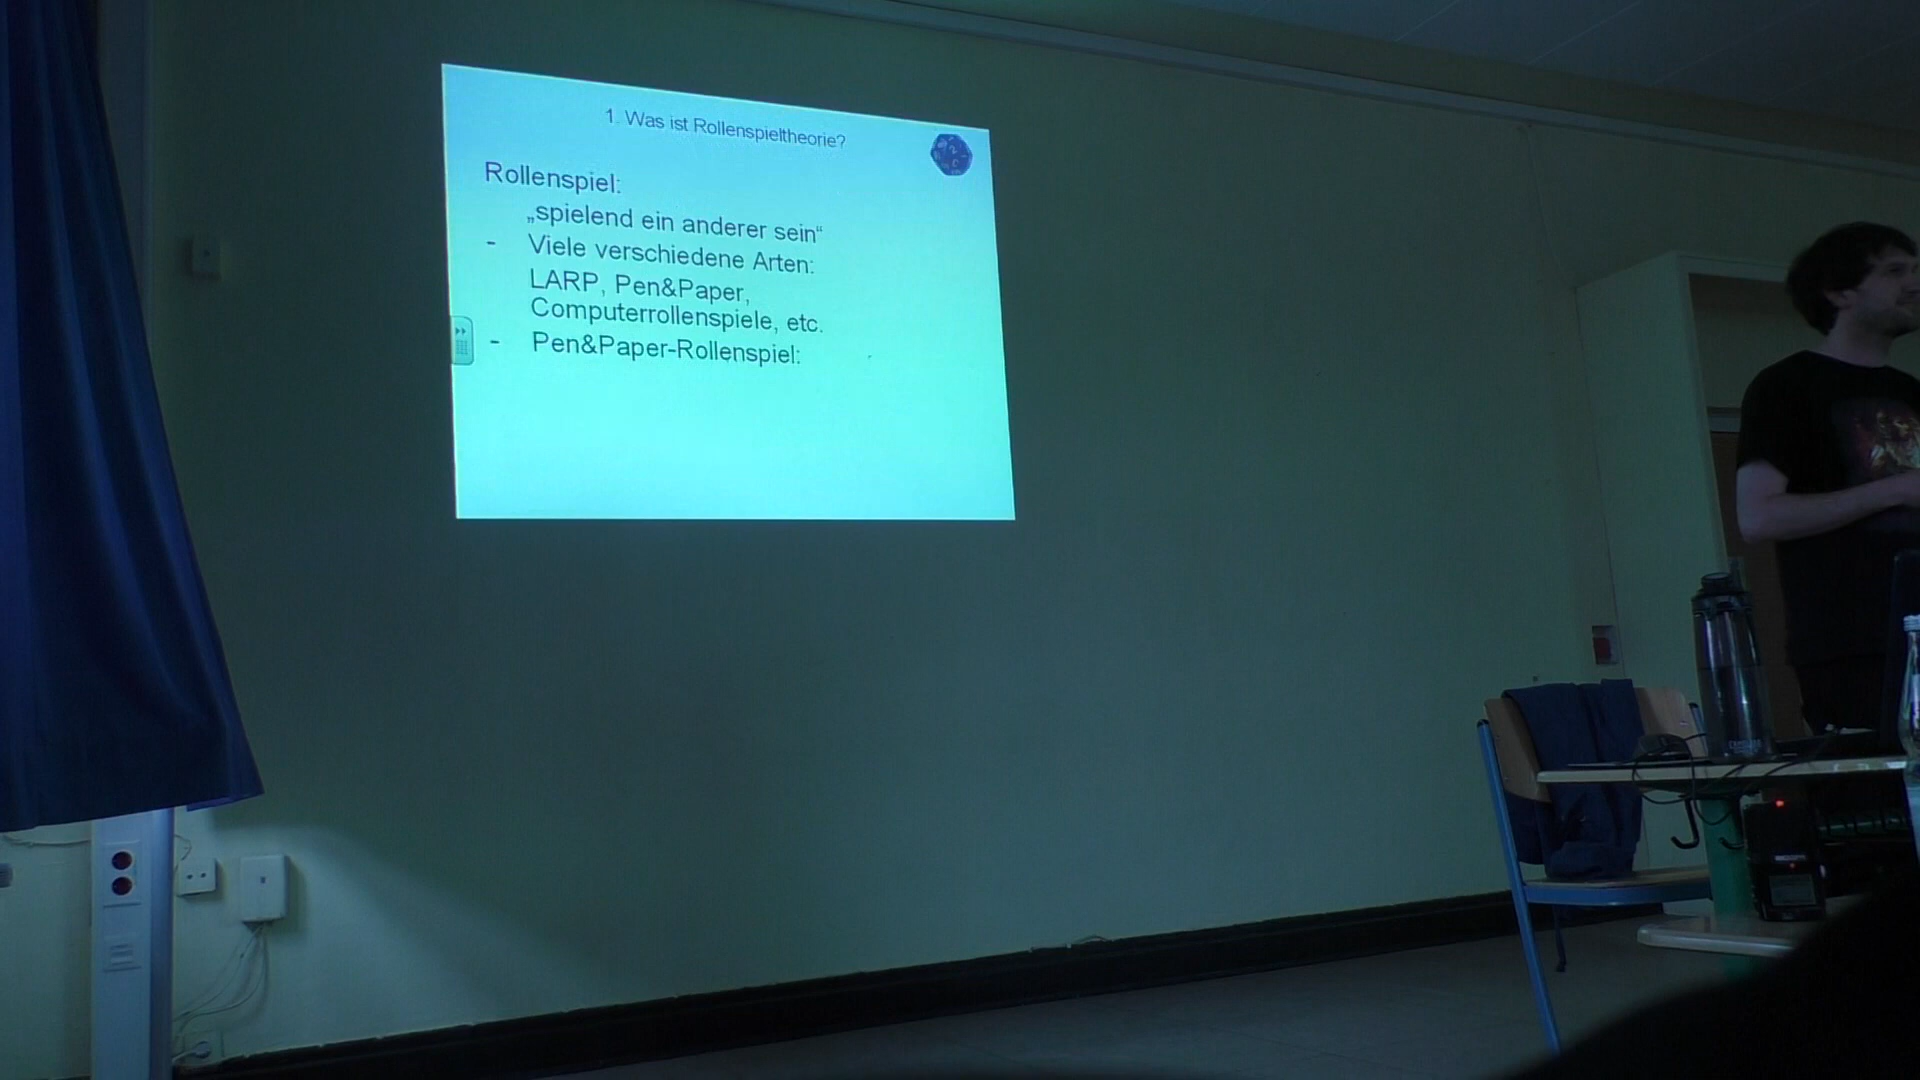 1. Was ist Rollenspieltheorie?
Rollenspiel:
„spielend ein anderer sein“
- Viele verschiedene Arten:
LARP, Pen&Paper,
Computerrollenspiele, etc.
- Pen&Paper-Rollenspiel: